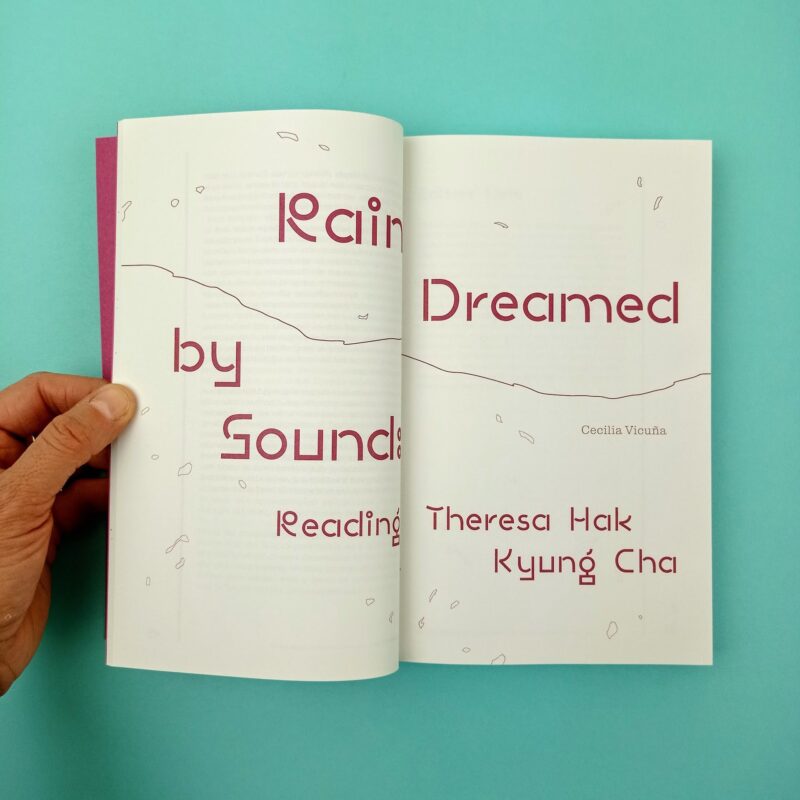 Rain
Dreamed
by
Sound:
Cecilia Vicuña
Reading Theresa Hak
Kyung Cha